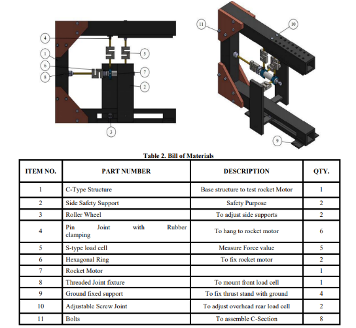 11
10
4
1
6
8
5
7
2
3
9
Table 2. Bill of Materials
ITEM NO. PART NUMBER DESCRIPTION QTY.
1 C-Type Structure Base structure to test rocket Motor 1
2 Side Safety Support Safety Purpose 2
3 Roller Wheel To adjust side supports 2
4 Pin Joint with Rubber clamping To hang to rocket motor 6
5 S-type load cell Measure Force value 5
6 Hexagonal Ring To fix rocket motor 2
7 Rocket Motor 1
8 Threaded Joint fixture To mount front load cell 1
9 Ground fixed support To fix thrust stand with ground 4
10 Adjustable Screw Joint To adjust overhead rear load cell 2
11 Bolts To assemble C-Section 8